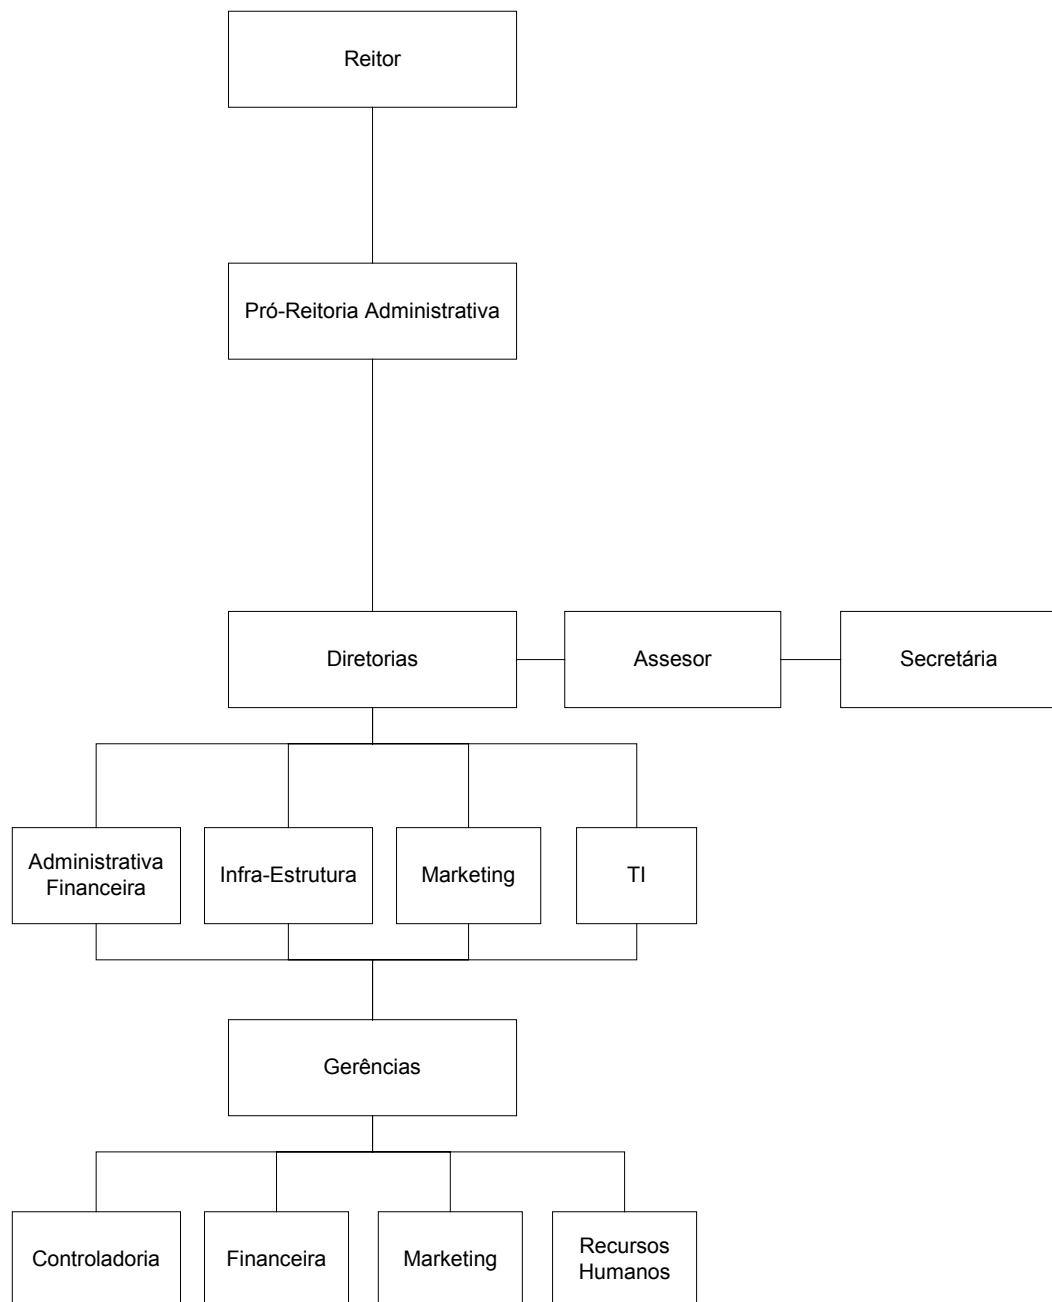 Reitor
Pró-Reitoria Administrativa
Diretorias
Assesor
Secretária
Administrativa
Financeira
Infra-Estrutura
Marketing
TI
Gerências
Controladoria
Financeira
Marketing
Recursos
Humanos